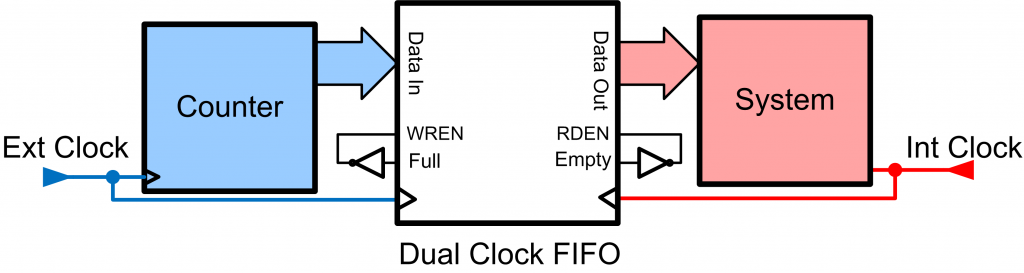 Ext Clock
Counter
Data In
WREN
Full
Data Out
RDEN
Empty
System
Int Clock
Dual Clock FIFO